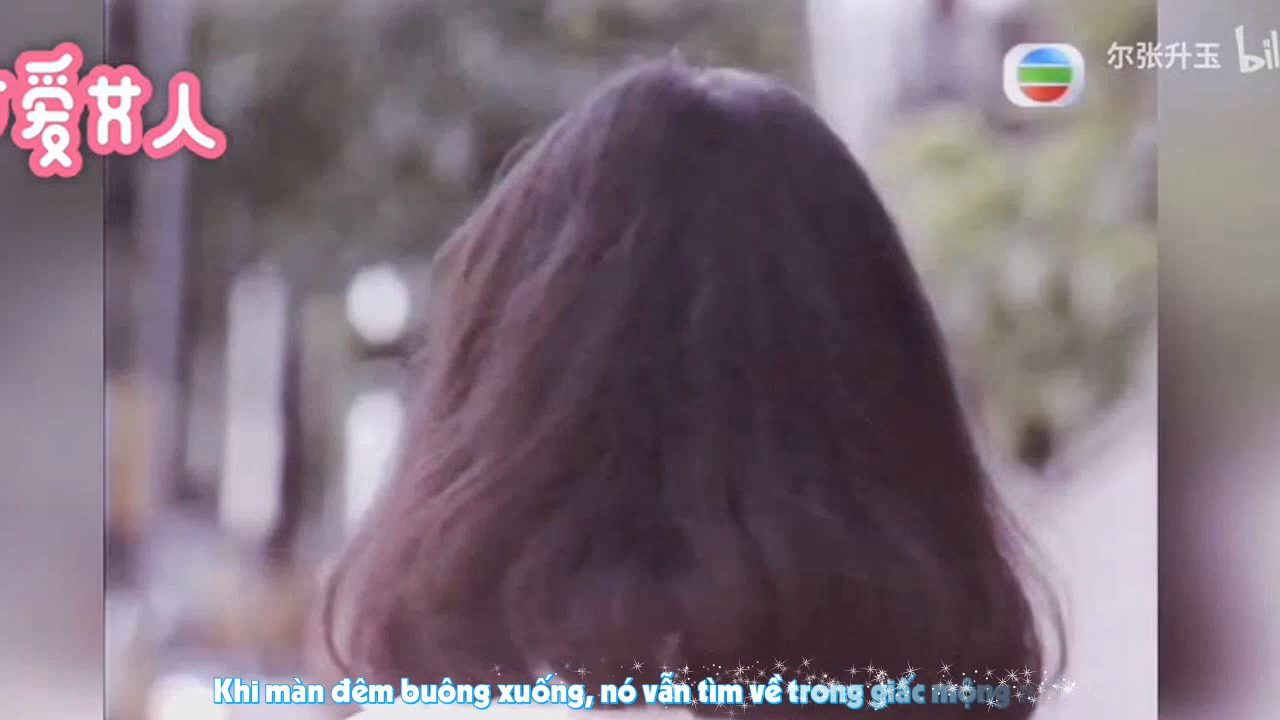 爱女人
尔张升玉 bil
Khi màn đêm buông xuống, nó vẫn tìm về trong giấc mộng